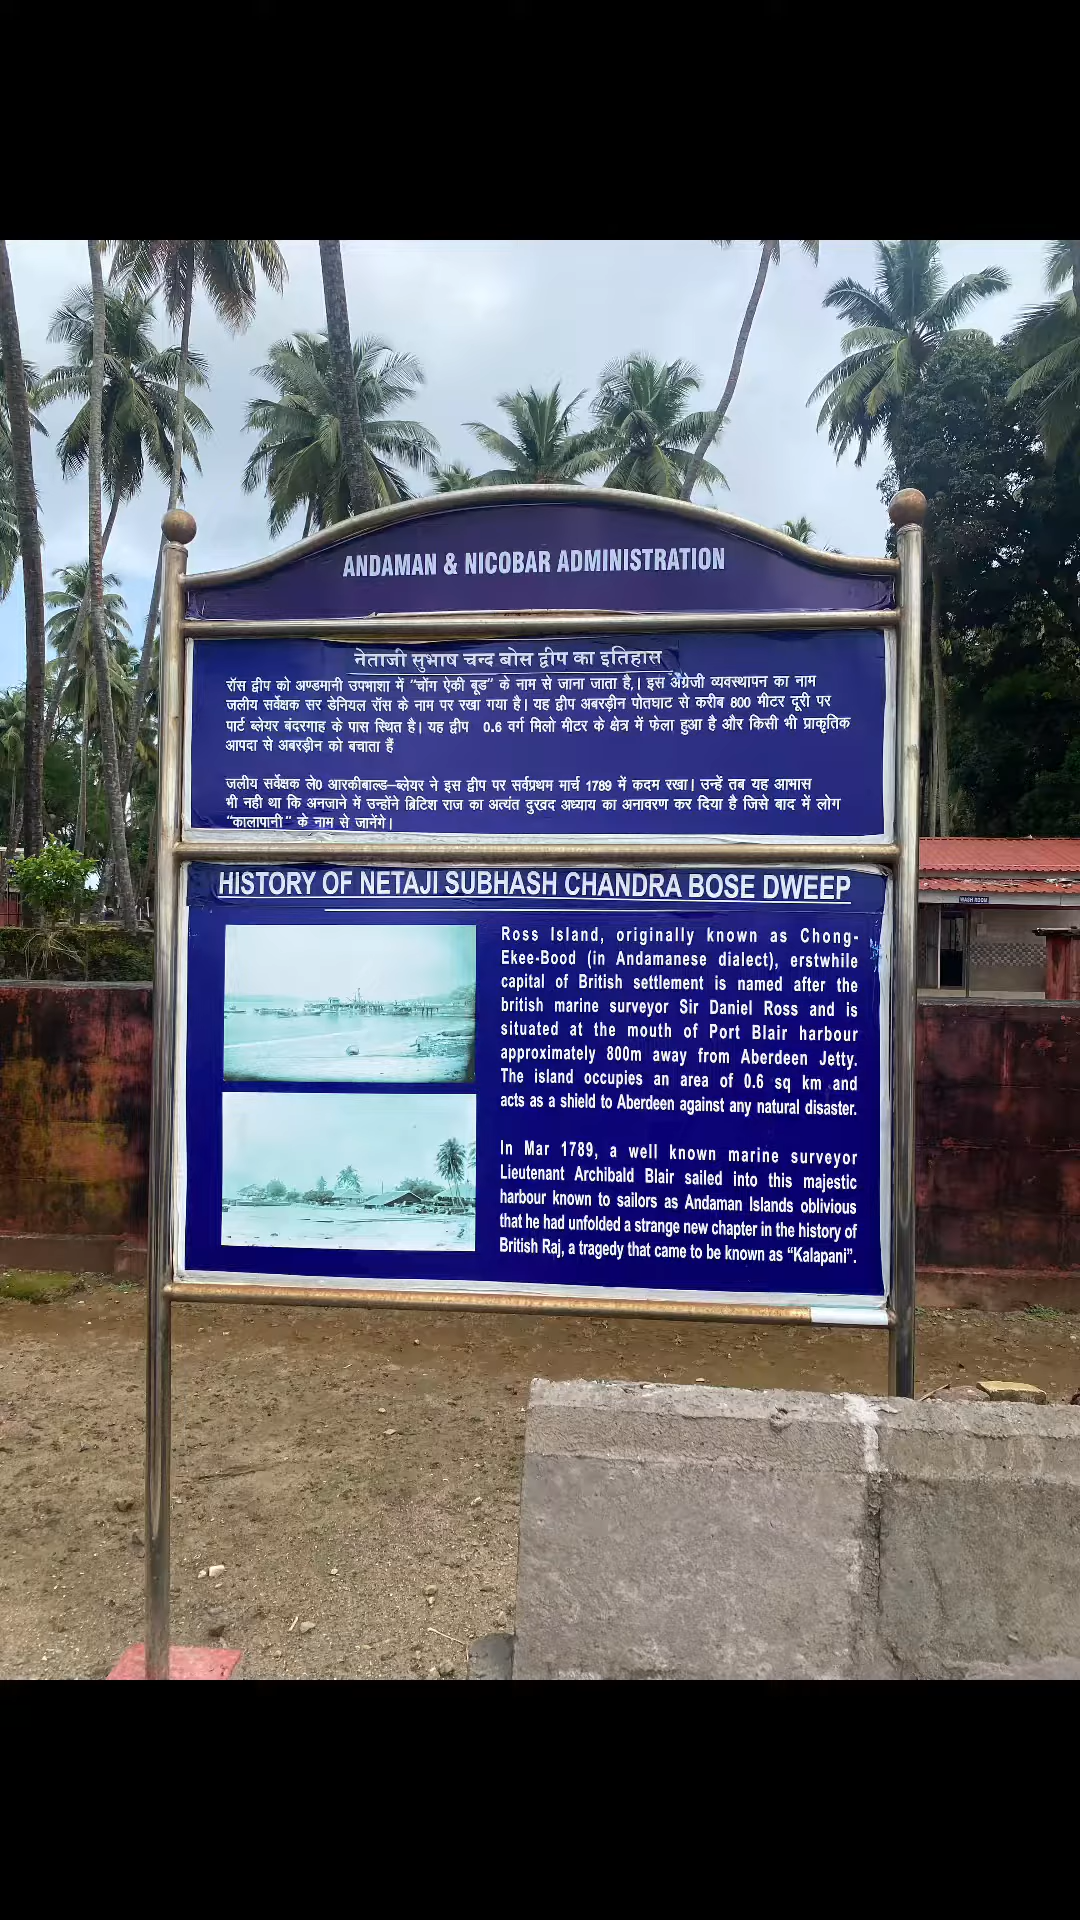 ANDAMAN & NICOBAR ADMINISTRATION
नेताजी सुभाष चन्द बोस द्वीप का इतिहास
रॉस द्वीप को अण्डमानी उपभाशा में "चोंग ऐकी बूड" के नाम से जाना जाता है,। इस अंग्रेजी व्यवस्थापन का नाम
जलीय सर्वेक्षक सर डेनियल रॉस के नाम पर रखा गया है। यह द्वीप अबरड़ीन पोतघाट से करीब 800 मीटर दूरी पर
पार्ट ब्लेयर बंदरगाह के पास स्थित है। यह द्वीप 0.6 वर्ग मिलो मीटर के क्षेत्र में फेला हुआ है और किसी भी प्राकृतिक
आपदा से अबरड़ीन को बचाता हैं
जलीय सर्वेक्षक ले0 आरकीबाल्ड–ब्लेयर ने इस द्वीप पर सर्वप्रथम मार्च 1789 में कदम रखा। उन्हें तब यह आभास
भी नही था कि अनजाने में उन्होंने ब्रिटिश राज का अत्यंत दुखद अध्याय का अनावरण कर दिया है जिसे बाद में लोग
"कालापानी" के नाम से जानेंगे।
HISTORY OF NETAJI SUBHASH CHANDRA BOSE DWEEP
Ross Island, originally known as Chong-
Ekee-Bood (in Andamanese dialect), erstwhile
capital of British settlement is named after the
british marine surveyor Sir Daniel Ross and is
situated at the mouth of Port Blair harbour
approximately 800m away from Aberdeen Jetty.
The island occupies an area of 0.6 sq km and
acts as a shield to Aberdeen against any natural disaster.
In Mar 1789, a well known marine surveyor
Lieutenant Archibald Blair sailed into this majestic
harbour known to sailors as Andaman Islands oblivious
that he had unfolded a strange new chapter in the history of
British Raj, a tragedy that came to be known as "Kalapani".
WASH ROOM